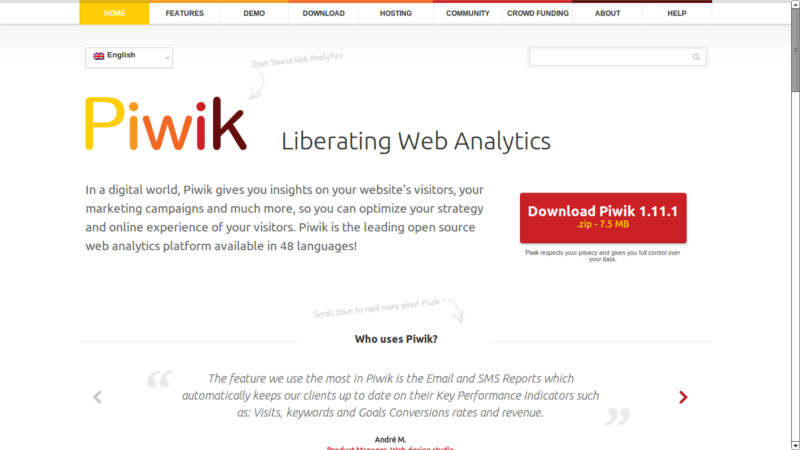 HOME FEATURES DEMO DOWNLOAD HOSTING COMMUNITY CROWD FUNDING ABOUT HELP
English
Open Source Web Analytics
Piwik
Liberating Web Analytics
In a digital world, Piwik gives you insights on your website's visitors, your
marketing campaigns and much more, so you can optimize your strategy
and online experience of your visitors. Piwik is the leading open source
web analytics platform available in 48 languages!
Download Piwik 1.11.1
.zip - 7.5 MB
Piwik respects your privacy and gives you full control over
your data.
Scroll Down to read more about Piwik
Who uses Piwik?
“
The feature we use the most in Piwik is the Email and SMS Reports which
automatically keeps our clients up to date on their Key Performance Indicators such
as: Visits, keywords and Goals Conversions rates and revenue.
”
André M.
Product Manager, Web design studio